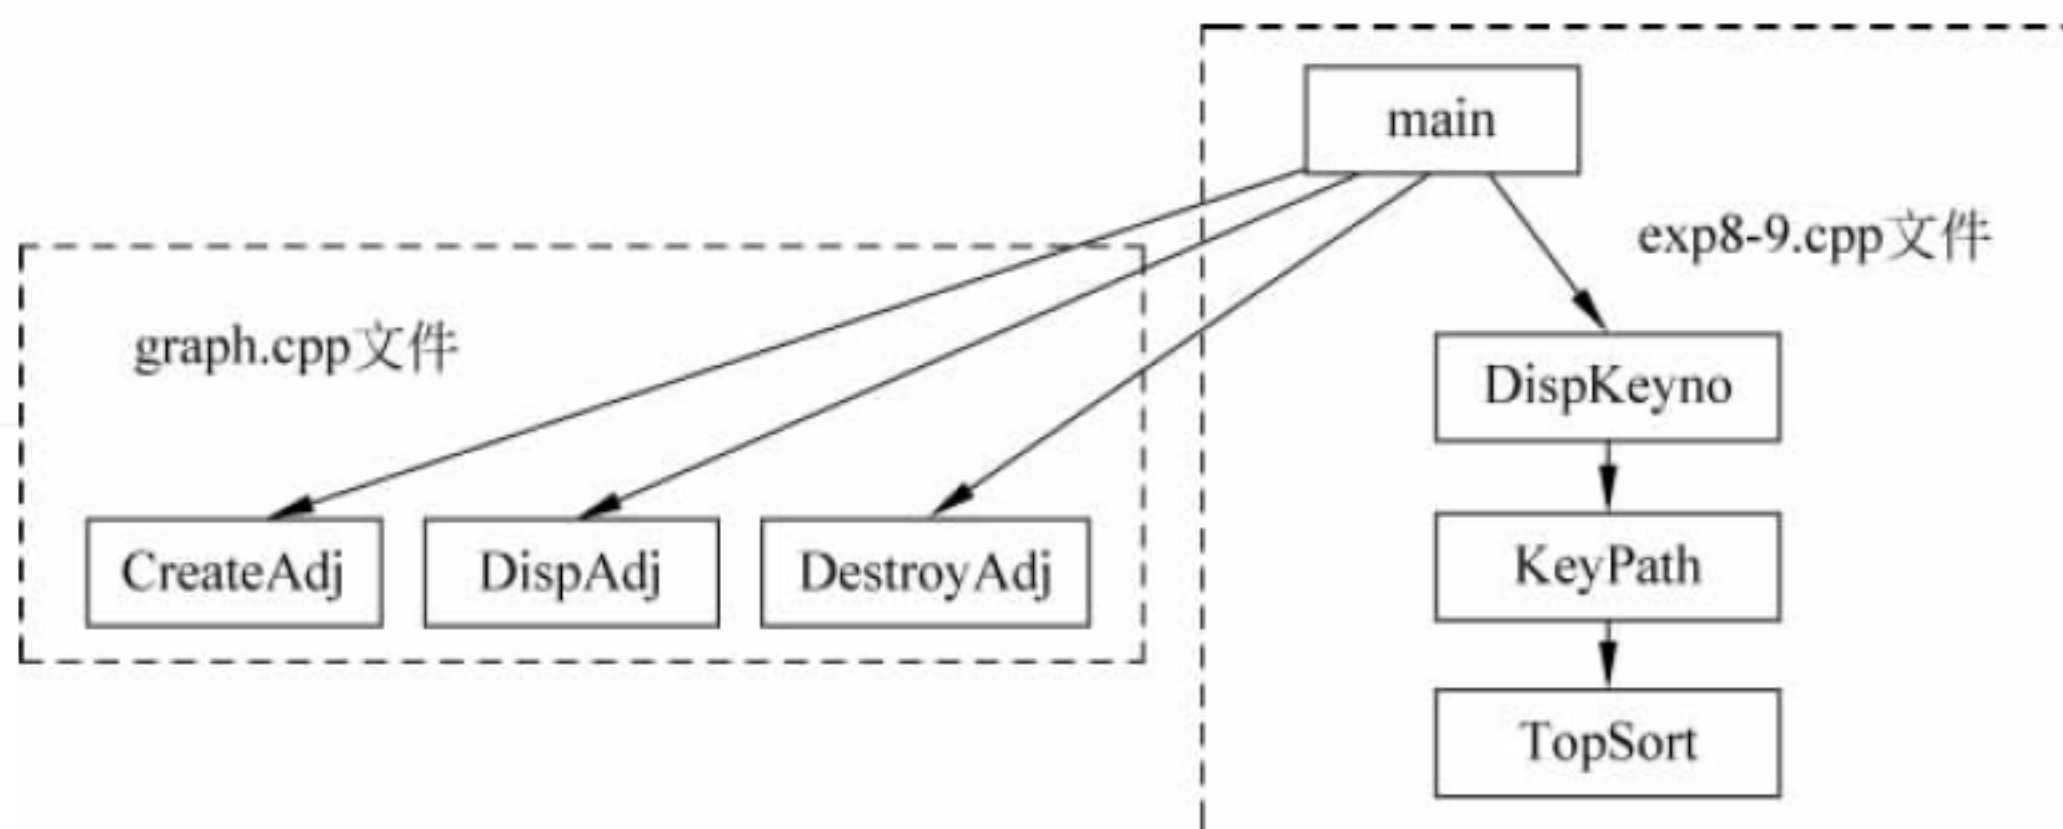 main
exp8-9.cpp文件
graph.cpp文件
DispKeyno
CreateAdj
DispAdj
DestroyAdj
KeyPath
TopSort